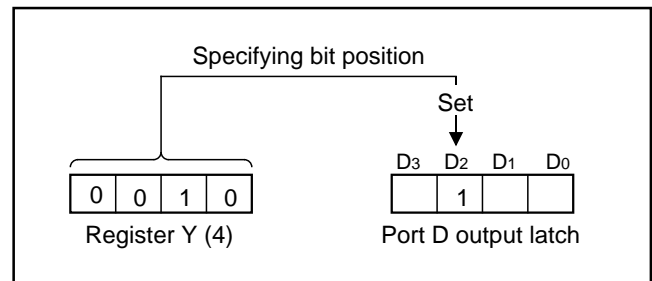 Specifying bit position
Set
D3 D2 D1 D0
0 0 1 0
1
Register Y (4)
Port D output latch